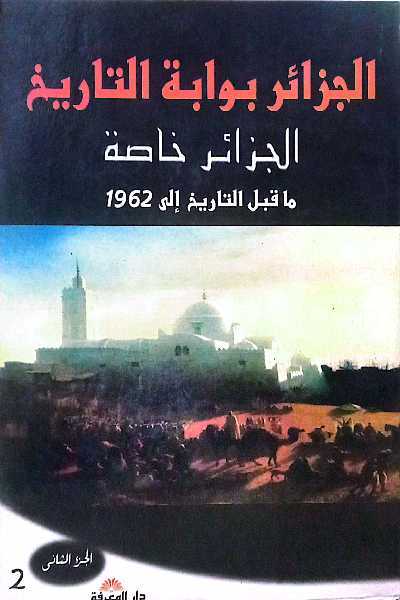 الجزائر بوابة التاريخ
الجزائر خاصة
ما قبل التاريخ إلى 1962
الجزء الثاني
2
دار المعرفة